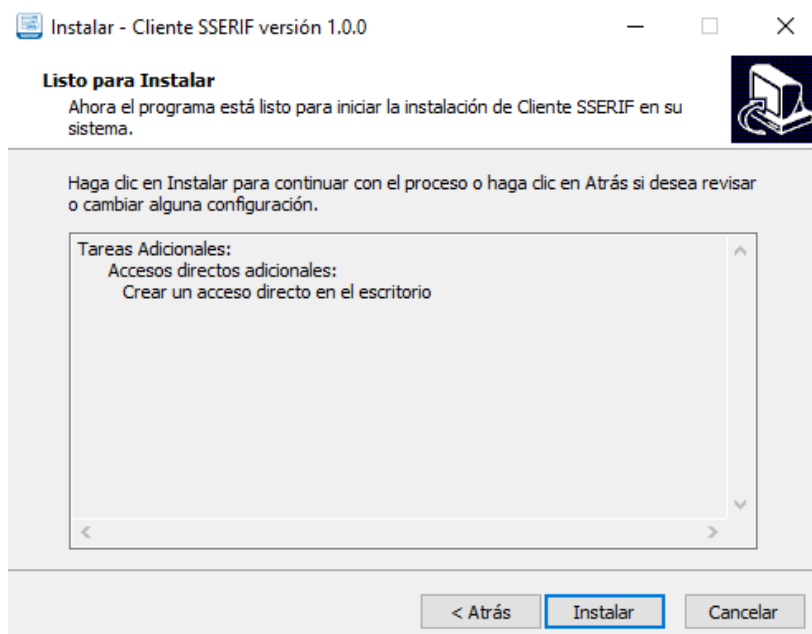 Instalar - Cliente SSERIF versión 1.0.0
Listo para Instalar
Ahora el programa está listo para iniciar la instalación de Cliente SSERIF en su
sistema.
Haga clic en Instalar para continuar con el proceso o haga clic en Atrás si desea revisar
o cambiar alguna configuración.
Tareas Adicionales:
Accesos directos adicionales:
Crear un acceso directo en el escritorio
< Atrás
Instalar
Cancelar